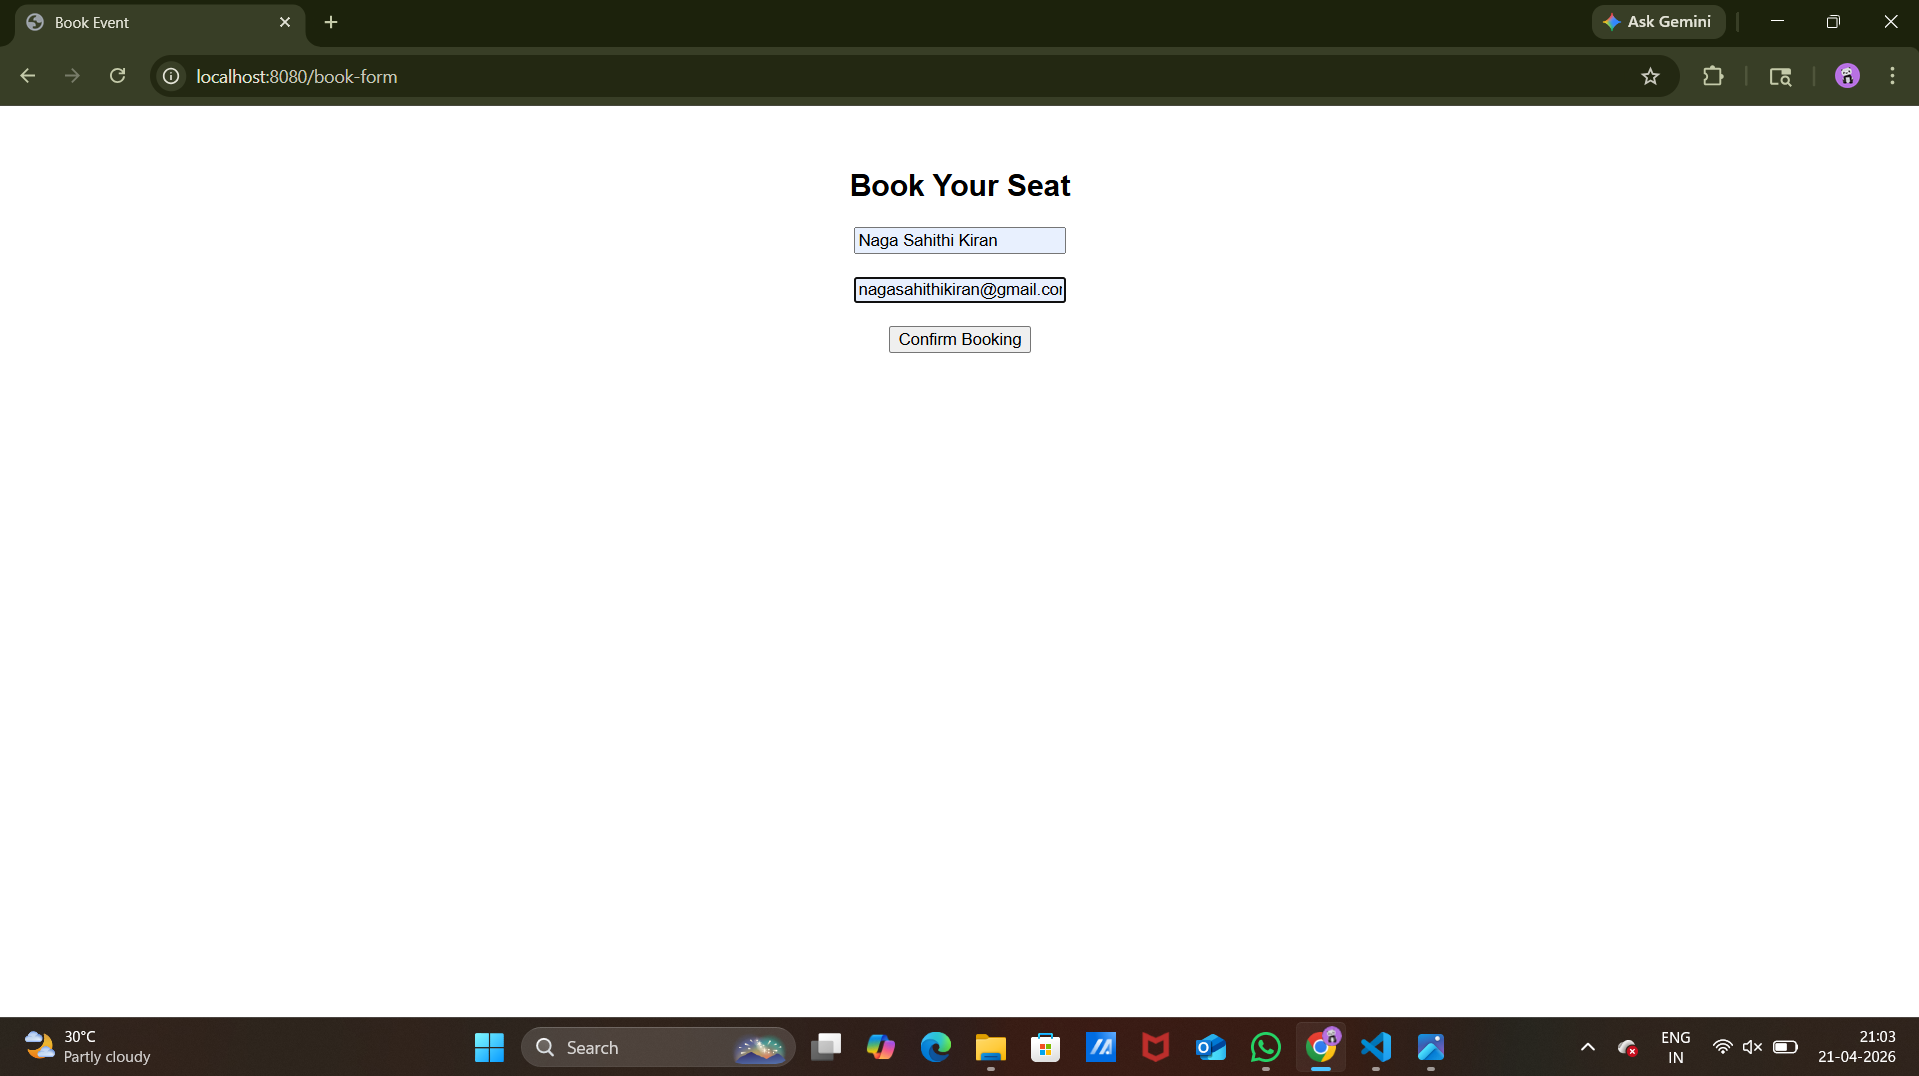 Book Event
Ask Gemini
localhost:8080/book-form
Book Your Seat
Naga Sahithi Kiran
nagasahithikiran@gmail.com
Confirm Booking
30°C
Partly cloudy
Search
ENG
IN
21:03
21-04-2026